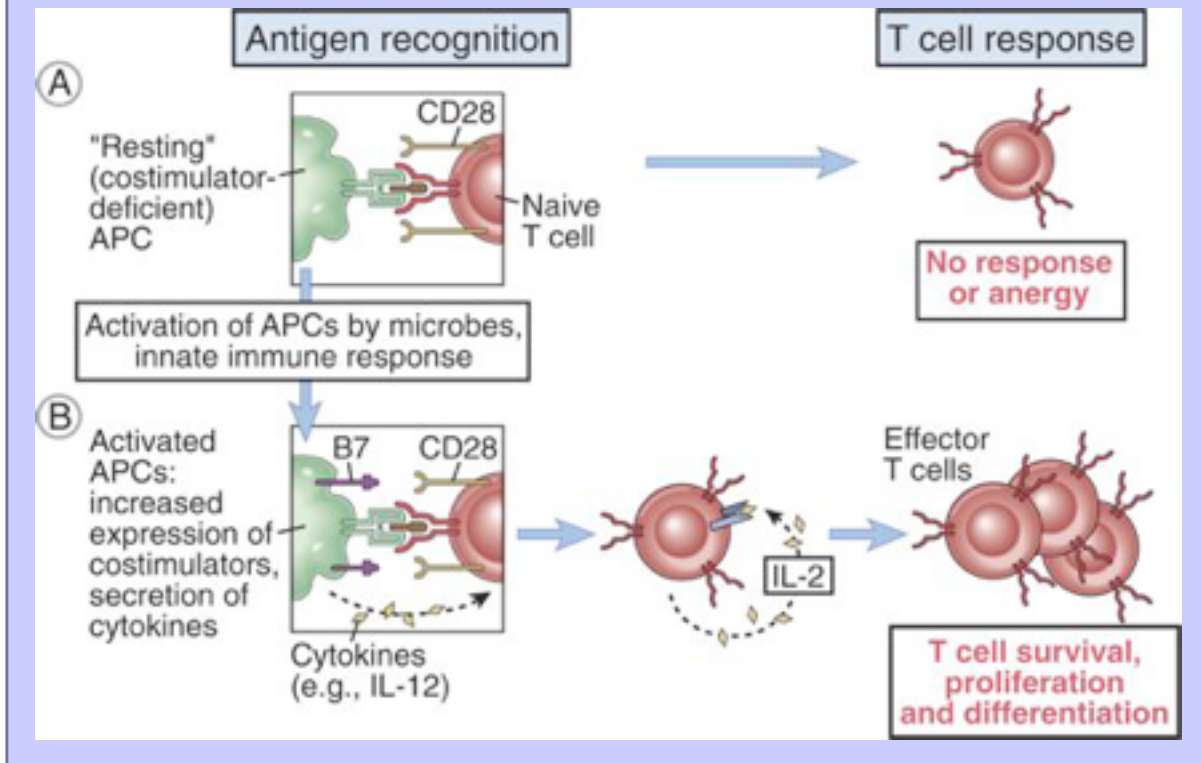 Antigen recognition
T cell response
A
CD28
"Resting"
(costimulator-
deficient)
APC
Naive
T cell
No response
or anergy
Activation of APCs by microbes,
innate immune response
B
Activated
APCs:
increased
expression of
costimulators,
secretion of
cytokines
B7
CD28
Cytokines
(e.g., IL-12)
IL-2
Effector
T cells
T cell survival,
proliferation
and differentiation